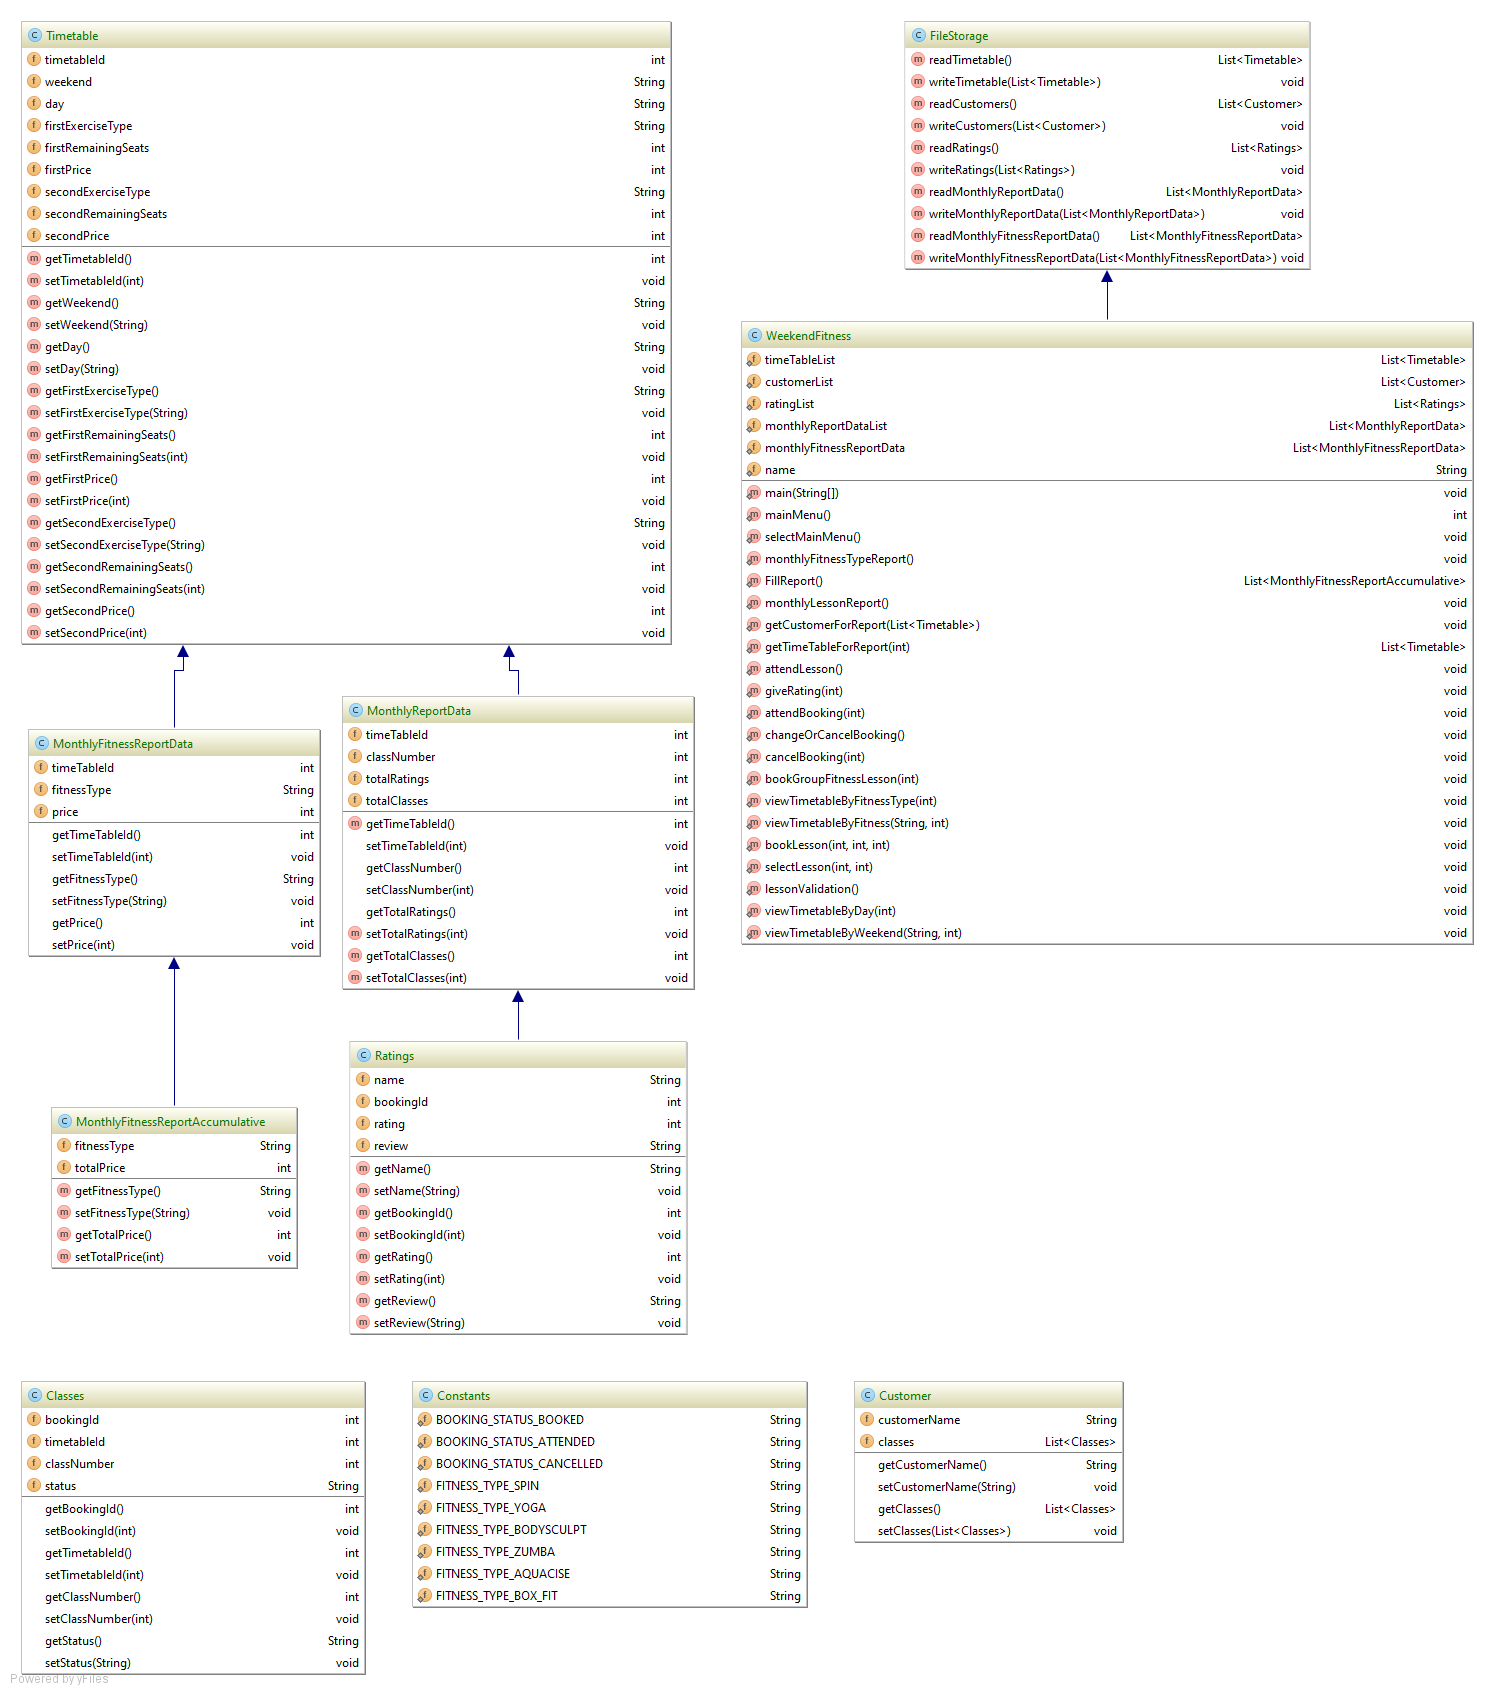 Timetable
timetableId int
weekend String
day String
firstExerciseType String
firstRemainingSeats int
firstPrice int
secondExerciseType String
secondRemainingSeats int
secondPrice int
getTimetableId() int
setTimetableId(int) void
getWeekend() String
setWeekend(String) void
getDay() String
setDay(String) void
getFirstExerciseType() String
setFirstExerciseType(String) void
getFirstRemainingSeats() int
setFirstRemainingSeats(int) void
getFirstPrice() int
setFirstPrice(int) void
getSecondExerciseType() String
setSecondExerciseType(String) void
getSecondRemainingSeats() int
setSecondRemainingSeats(int) void
getSecondPrice() int
setSecondPrice(int) void
FileStorage
readTimetable() List<Timetable>
writeTimetable(List<Timetable>) void
readCustomers() List<Customer>
writeCustomers(List<Customer>) void
readRatings() List<Ratings>
writeRatings(List<Ratings>) void
readMonthlyReportData() List<MonthlyReportData>
writeMonthlyReportData(List<MonthlyReportData>) void
readMonthlyFitnessReportData() List<MonthlyFitnessReportData>
writeMonthlyFitnessReportData(List<MonthlyFitnessReportData>) void
WeekendFitness
timeTableList List<Timetable>
customerList List<Customer>
ratingList List<Ratings>
monthlyReportDataList List<MonthlyReportData>
monthlyFitnessReportData List<MonthlyFitnessReportData>
name String
main(String[]) void
mainMenu() int
selectMainMenu() void
monthlyFitnessTypeReport() void
FillReport() List<MonthlyFitnessReportAccumulative>
monthlyLessonReport() void
getCustomerForReport(List<Timetable>) void
getTimeTableForReport(int) List<Timetable>
attendLesson() void
giveRating(int) void
attendBooking(int) void
changeOrCancelBooking() void
cancelBooking(int) void
bookGroupFitnessLesson(int) void
viewTimetableByFitnessType(int) void
viewTimetableByFitness(String, int) void
bookLesson(int, int, int) void
selectLesson(int, int) void
lessonValidation() void
viewTimetableByDay(int) void
viewTimetableByWeekend(String, int) void
MonthlyFitnessReportData
timeTableId int
fitnessType String
price int
getTimeTableId() int
setTimeTableId(int) void
getFitnessType() String
setFitnessType(String) void
getPrice() int
setPrice(int) void
MonthlyReportData
timeTableId int
classNumber int
totalRatings int
totalClasses int
getTimeTableId() int
setTimeTableId(int) void
getClassNumber() int
setClassNumber(int) void
getTotalRatings() int
setTotalRatings(int) void
getTotalClasses() int
setTotalClasses(int) void
MonthlyFitnessReportAccumulative
fitnessType String
totalPrice int
getFitnessType() String
setFitnessType(String) void
getTotalPrice() int
setTotalPrice(int) void
Ratings
name String
bookingId int
rating int
review String
getName() String
setName(String) void
getBookingId() int
setBookingId(int) void
getRating() int
setRating(int) void
getReview() String
setReview(String) void
Classes
bookingId int
timetableId int
classNumber int
status String
getBookingId() int
setBookingId(int) void
getTimetableId() int
setTimetableId(int) void
getClassNumber() int
setClassNumber(int) void
getStatus() String
setStatus(String) void
Constants
BOOKING_STATUS_BOOKED String
BOOKING_STATUS_ATTENDED String
BOOKING_STATUS_CANCELLED String
FITNESS_TYPE_SPIN String
FITNESS_TYPE_YOGA String
FITNESS_TYPE_BODYSCULPT String
FITNESS_TYPE_ZUMBA String
FITNESS_TYPE_AQUACISE String
FITNESS_TYPE_BOX_FIT String
Customer
customerName String
classes List<Classes>
getCustomerName() String
setCustomerName(String) void
getClasses() List<Classes>
setClasses(List<Classes>) void
Powered by yFiles